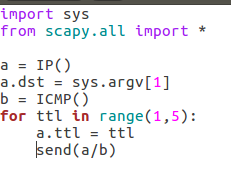 import sys
from scapy.all import *
a = IP()
a.dst = sys.argv[1]
b = ICMP()
for ttl in range(1,5):
    a.ttl = ttl
    send(a/b)